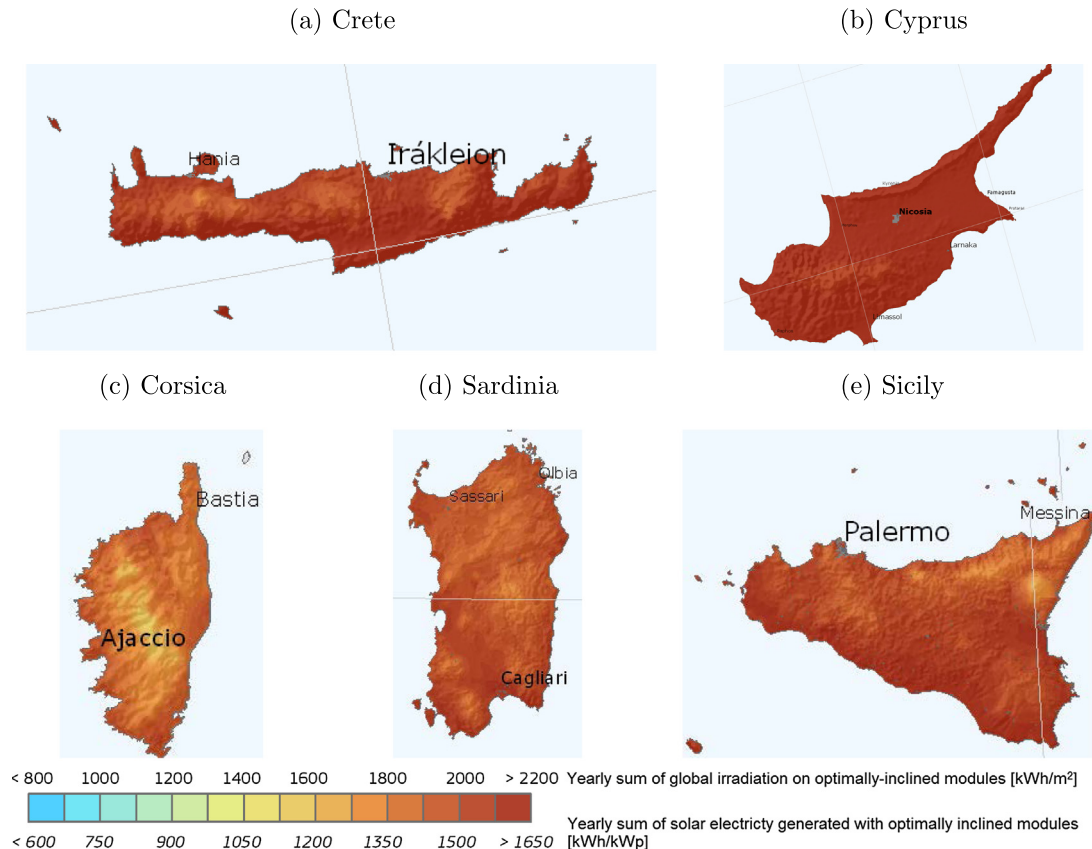 (a) Crete
(b) Cyprus
Hania
Irákleion
Nicosia
Famagusta
Protaras
Larnaka
Limassol
(c) Corsica
(d) Sardinia
(e) Sicily
Bastia
Ajaccio
Olbia
Sassari
Cagliari
Messina
Palermo
< 800 1000 1200 1400 1600 1800 2000 > 2200 Yearly sum of global irradiation on optimally-inclined modules [kWh/m²]
Yearly sum of solar electricty generated with optimally inclined modules
< 600 750 900 1050 1200 1350 1500 > 1650 [kWh/kWp]